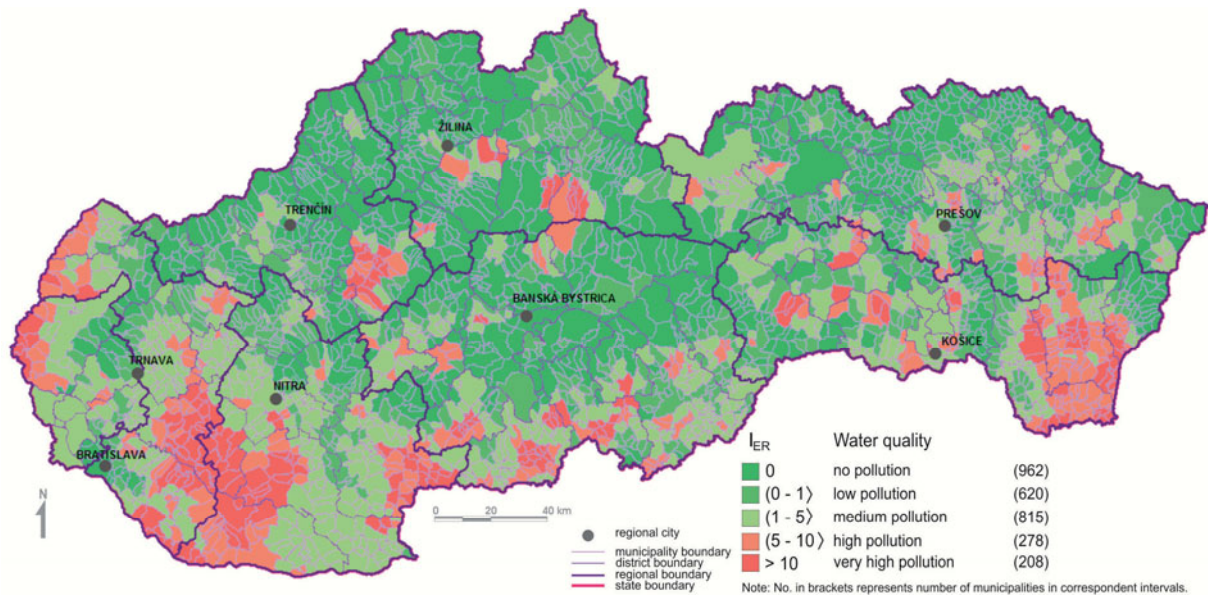 ŽILINA
TRENČÍN
PREŠOV
BANSKÁ BYSTRICA
KOŠICE
TRNAVA
NITRA
BRATISLAVA
N
0 20 40 km
regional city
municipality boundary
district boundary
regional boundary
state boundary
I_ER Water quality
0 no pollution (962)
(0 - 1⟩ low pollution (620)
(1 - 5⟩ medium pollution (815)
(5 - 10⟩ high pollution (278)
> 10 very high pollution (208)
Note: No. in brackets represents number of municipalities in correspondent intervals.